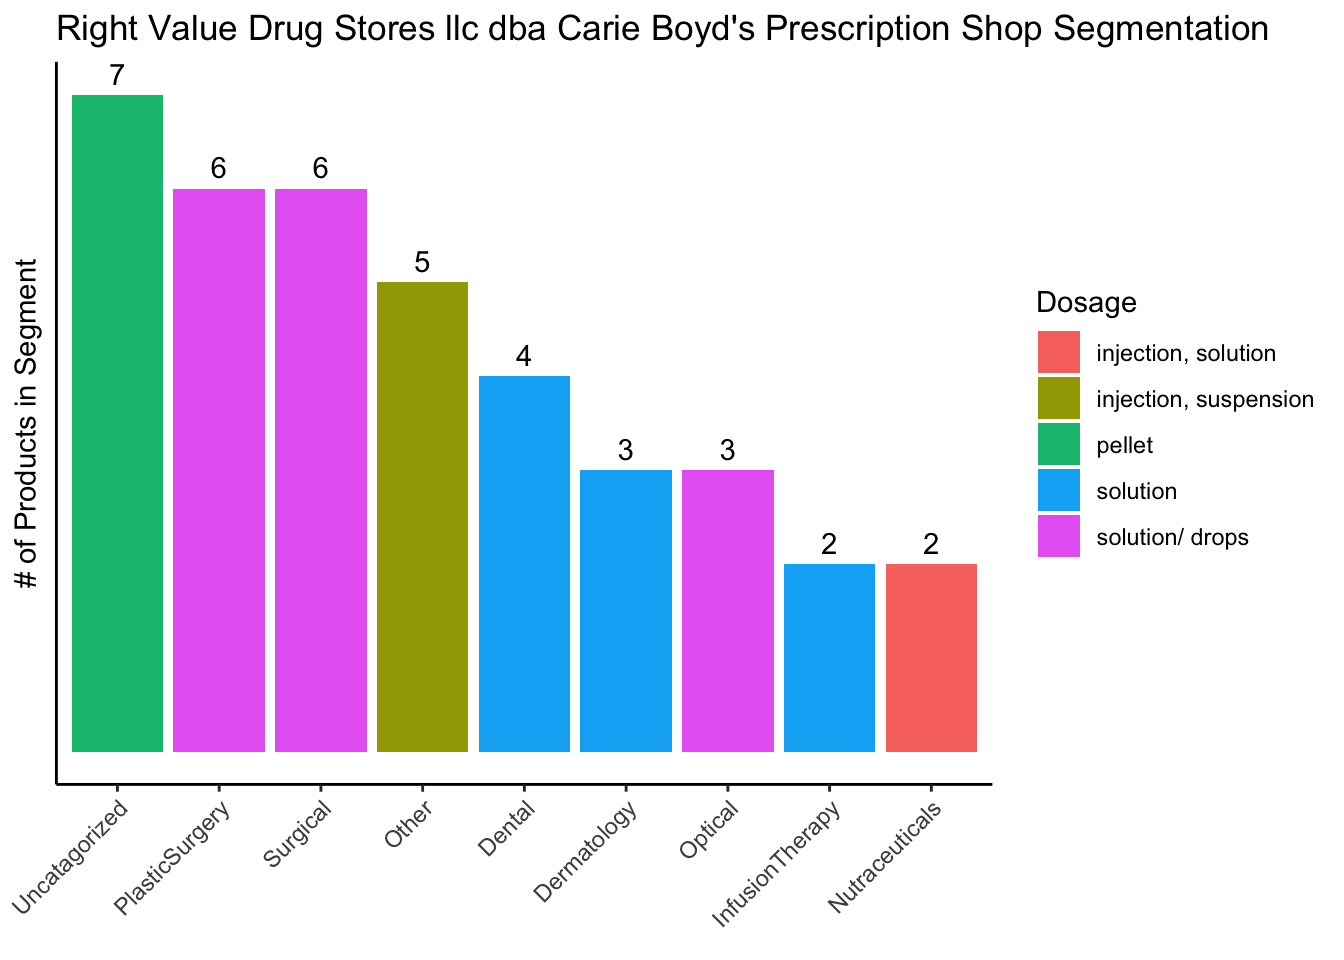 Right Value Drug Stores llc dba Carie Boyd's Prescription Shop Segmentation
# of Products in Segment
7
6
6
5
4
3
3
2
2
Uncatagorized
PlasticSurgery
Surgical
Other
Dental
Dermatology
Optical
InfusionTherapy
Nutraceuticals
Dosage
injection, solution
injection, suspension
pellet
solution
solution/ drops